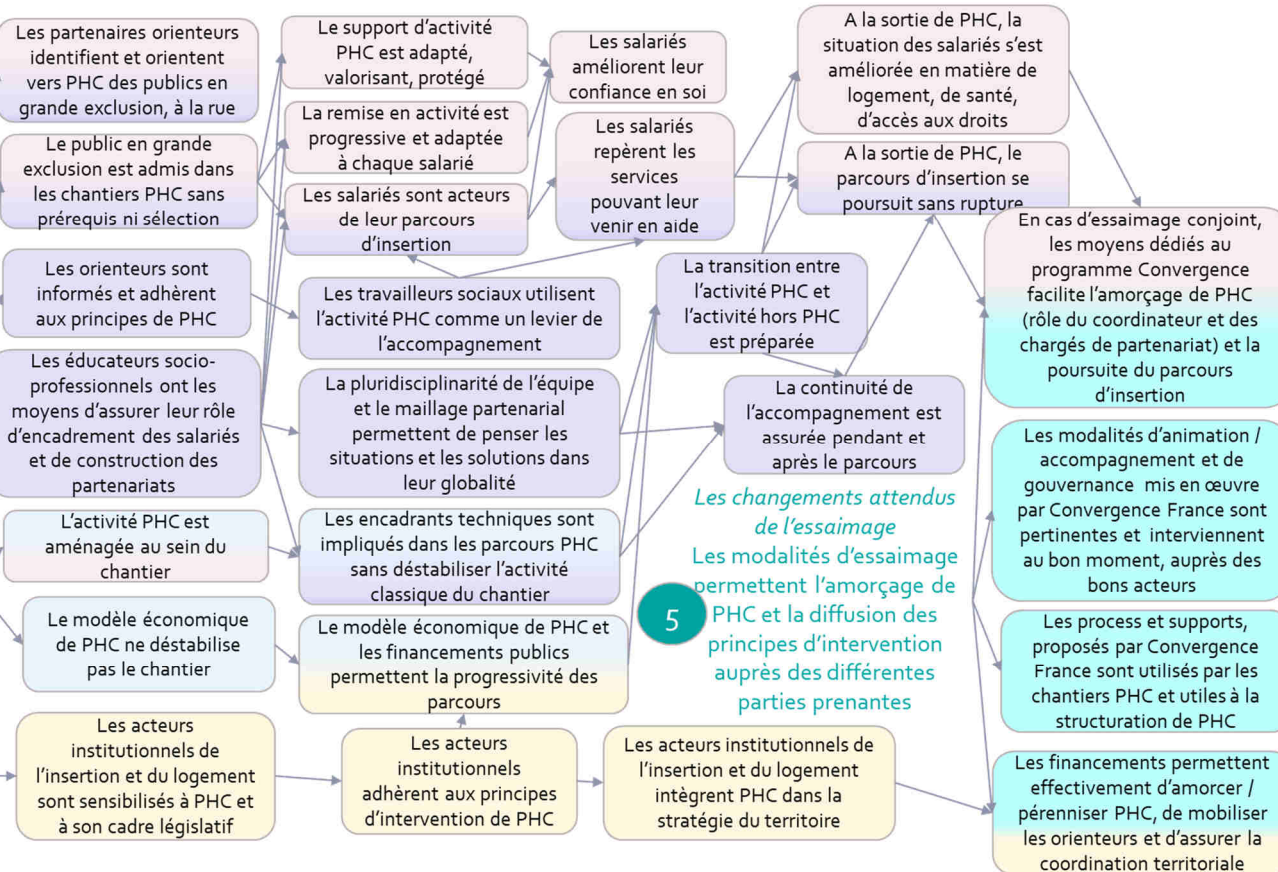 Les partenaires orienteurs
identifient et orientent
vers PHC des publics en
grande exclusion, à la rue
Le public en grande
exclusion est admis dans
les chantiers PHC sans
prérequis ni sélection
Les orienteurs sont
informés et adhèrent
aux principes de PHC
Les éducateurs socio-
professionnels ont les
moyens d'assurer leur rôle
d'encadrement des salariés
et de construction des
partenariats
L'activité PHC est
aménagée au sein du
chantier
Le modèle économique
de PHC ne déstabilise
pas le chantier
Les acteurs
institutionnels de
l'insertion et du logement
sont sensibilisés à PHC et
à son cadre législatif
Le support d'activité
PHC est adapté,
valorisant, protégé
La remise en activité est
progressive et adaptée
à chaque salarié
Les salariés sont acteurs
de leur parcours
d'insertion
Les travailleurs sociaux utilisent
l'activité PHC comme un levier de
l'accompagnement
La pluridisciplinarité de l'équipe
et le maillage partenarial
permettent de penser les
situations et les solutions dans
leur globalité
Les encadrants techniques sont
impliqués dans les parcours PHC
sans déstabiliser l'activité
classique du chantier
Le modèle économique de PHC et
les financements publics
permettent la progressivité des
parcours
Les acteurs
institutionnels
adhèrent aux principes
d'intervention de PHC
Les salariés
améliorent leur
confiance en soi
Les salariés
repèrent les
services
pouvant leur
venir en aide
La transition entre
l'activité PHC et
l'activité hors PHC
est préparée
La continuité de
l'accompagnement est
assurée pendant et
après le parcours
Les changements attendus
de l'essaimage
Les modalités d'essaimage
permettent l'amorçage de
PHC et la diffusion des
principes d'intervention
auprès des différentes
parties prenantes
5
Les acteurs institutionnels de
l'insertion et du logement
intègrent PHC dans la
stratégie du territoire
A la sortie de PHC, la
situation des salariés s'est
améliorée en matière de
logement, de santé,
d'accès aux droits
A la sortie de PHC, le
parcours d'insertion se
poursuit sans rupture
En cas d'essaimage conjoint,
les moyens dédiés au
programme Convergence
facilite l'amorçage de PHC
(rôle du coordinateur et des
chargés de partenariat) et la
poursuite du parcours
d'insertion
Les modalités d'animation /
accompagnement et de
gouvernance mis en œuvre
par Convergence France sont
pertinentes et interviennent
au bon moment, auprès des
bons acteurs
Les process et supports,
proposés par Convergence
France sont utilisés par les
chantiers PHC et utiles à la
structuration de PHC
Les financements permettent
effectivement d'amorcer /
pérenniser PHC, de mobiliser
les orienteurs et d'assurer la
coordination territoriale